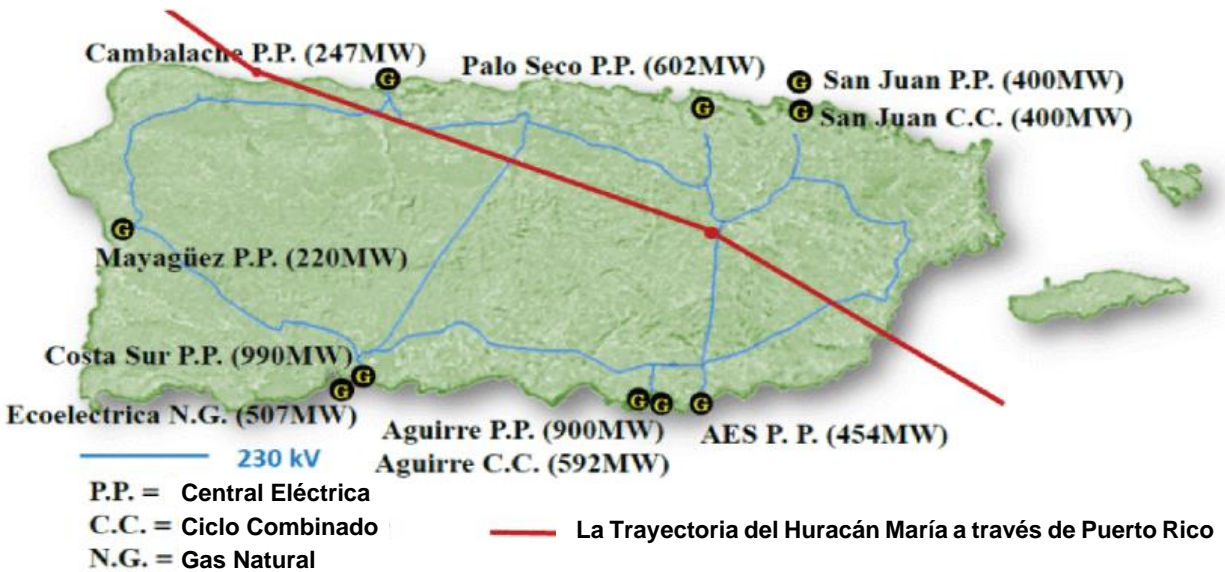 Cambalache P.P. (247MW)
Palo Seco P.P. (602MW)
G San Juan P.P. (400MW)
G San Juan C.C. (400MW)
G
G
G
Mayagüez P.P. (220MW)
Costa Sur P.P. (990MW)
G
G
Ecoelectrica N.G. (507MW)
G
G
G
Aguirre P.P. (900MW)
AES P. P. (454MW)
Aguirre C.C. (592MW)
230 kV
P.P. = Central Eléctrica
C.C. = Ciclo Combinado
N.G. = Gas Natural
La Trayectoria del Huracán María a través de Puerto Rico